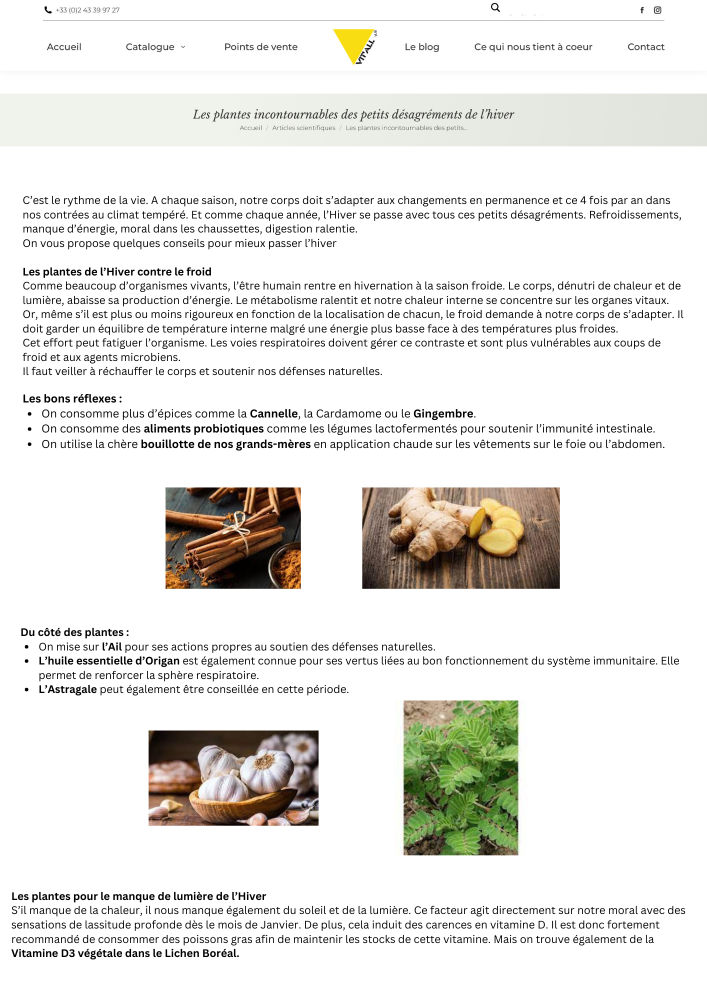 +33 (0)2 43 39 97 27
Accueil
Catalogue
Points de vente
VIT'ALL+®
Le blog
Ce qui nous tient à coeur
Contact
Les plantes incontournables des petits désagréments de l’hiver
Accueil / Articles scientifiques / Les plantes incontournables des petits…
C’est le rythme de la vie. A chaque saison, notre corps doit s’adapter aux changements en permanence et ce 4 fois par an dans
nos contrées au climat tempéré. Et comme chaque année, l’Hiver se passe avec tous ces petits désagréments. Refroidissements,
manque d’énergie, moral dans les chaussettes, digestion ralentie.
On vous propose quelques conseils pour mieux passer l’hiver
Les plantes de l’Hiver contre le froid
Comme beaucoup d’organismes vivants, l’être humain rentre en hivernation à la saison froide. Le corps, dénutri de chaleur et de
lumière, abaisse sa production d’énergie. Le métabolisme ralentit et notre chaleur interne se concentre sur les organes vitaux.
Or, même s’il est plus ou moins rigoureux en fonction de la localisation de chacun, le froid demande à notre corps de s’adapter. Il
doit garder un équilibre de température interne malgré une énergie plus basse face à des températures plus froides.
Cet effort peut fatiguer l’organisme. Les voies respiratoires doivent gérer ce contraste et sont plus vulnérables aux coups de
froid et aux agents microbiens.
Il faut veiller à réchauffer le corps et soutenir nos défenses naturelles.
Les bons réflexes :
• On consomme plus d’épices comme la Cannelle, la Cardamome ou le Gingembre.
• On consomme des aliments probiotiques comme les légumes lactofermentés pour soutenir l’immunité intestinale.
• On utilise la chère bouillotte de nos grands-mères en application chaude sur les vêtements sur le foie ou l’abdomen.
Du côté des plantes :
• On mise sur l’Ail pour ses actions propres au soutien des défenses naturelles.
• L’huile essentielle d’Origan est également connue pour ses vertus liées au bon fonctionnement du système immunitaire. Elle
permet de renforcer la sphère respiratoire.
• L’Astragale peut également être conseillée en cette période.
Les plantes pour le manque de lumière de l’Hiver
S’il manque de la chaleur, il nous manque également du soleil et de la lumière. Ce facteur agit directement sur notre moral avec des
sensations de lassitude profonde dès le mois de Janvier. De plus, cela induit des carences en vitamine D. Il est donc fortement
recommandé de consommer des poissons gras afin de maintenir les stocks de cette vitamine. Mais on trouve également de la
Vitamine D3 végétale dans le Lichen Boréal.